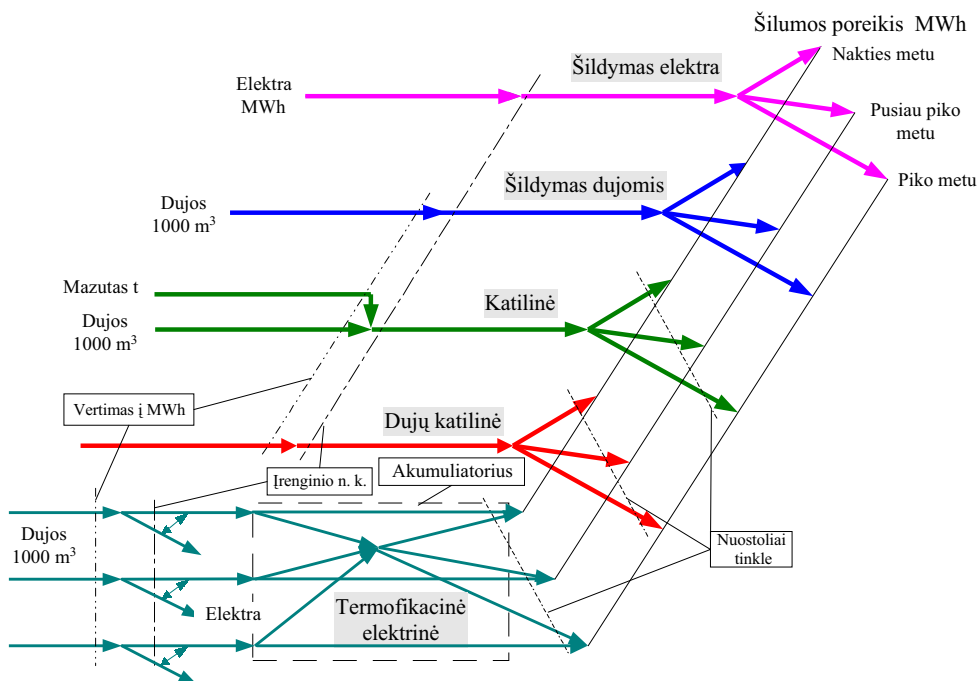 Šilumos poreikis MWh
Nakties metu
Šildymas elektra
Elektra
MWh
Pusiau piko
metu
Piko metu
Šildymas dujomis
Dujos
1000 m³
Mazutas t
Katilinė
Dujos
1000 m³
Vertimas į MWh
Dujų katilinė
Įrenginio n. k.
Akumuliatorius
Dujos
1000 m³
Nuostoliai
tinkle
Elektra
Termofikacinė
elektrinė